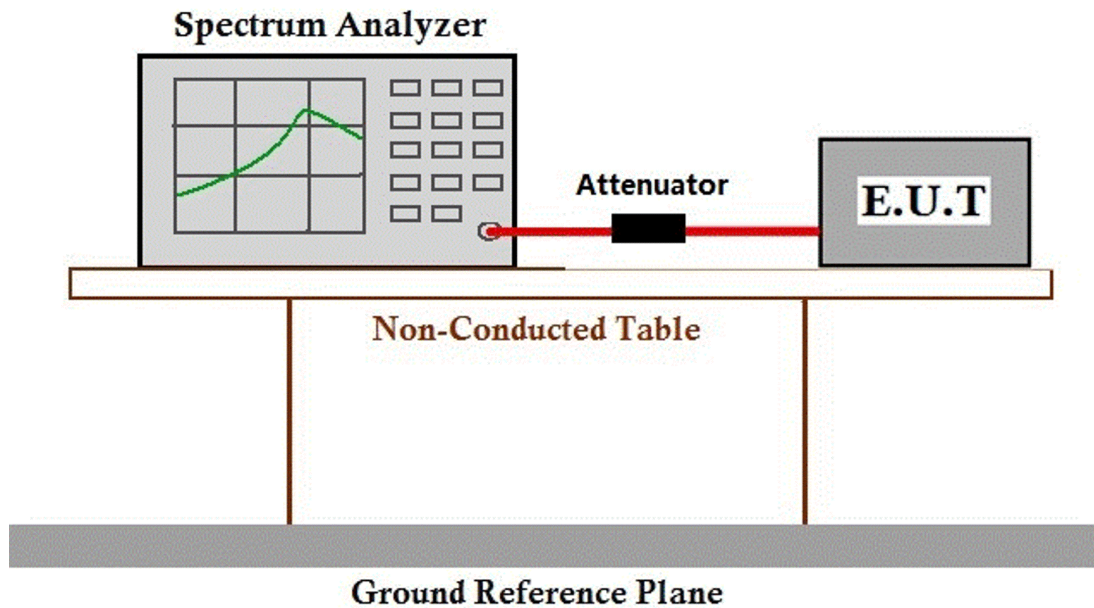 Spectrum Analyzer
Attenuator
E.U.T
Non-Conducted Table
Ground Reference Plane